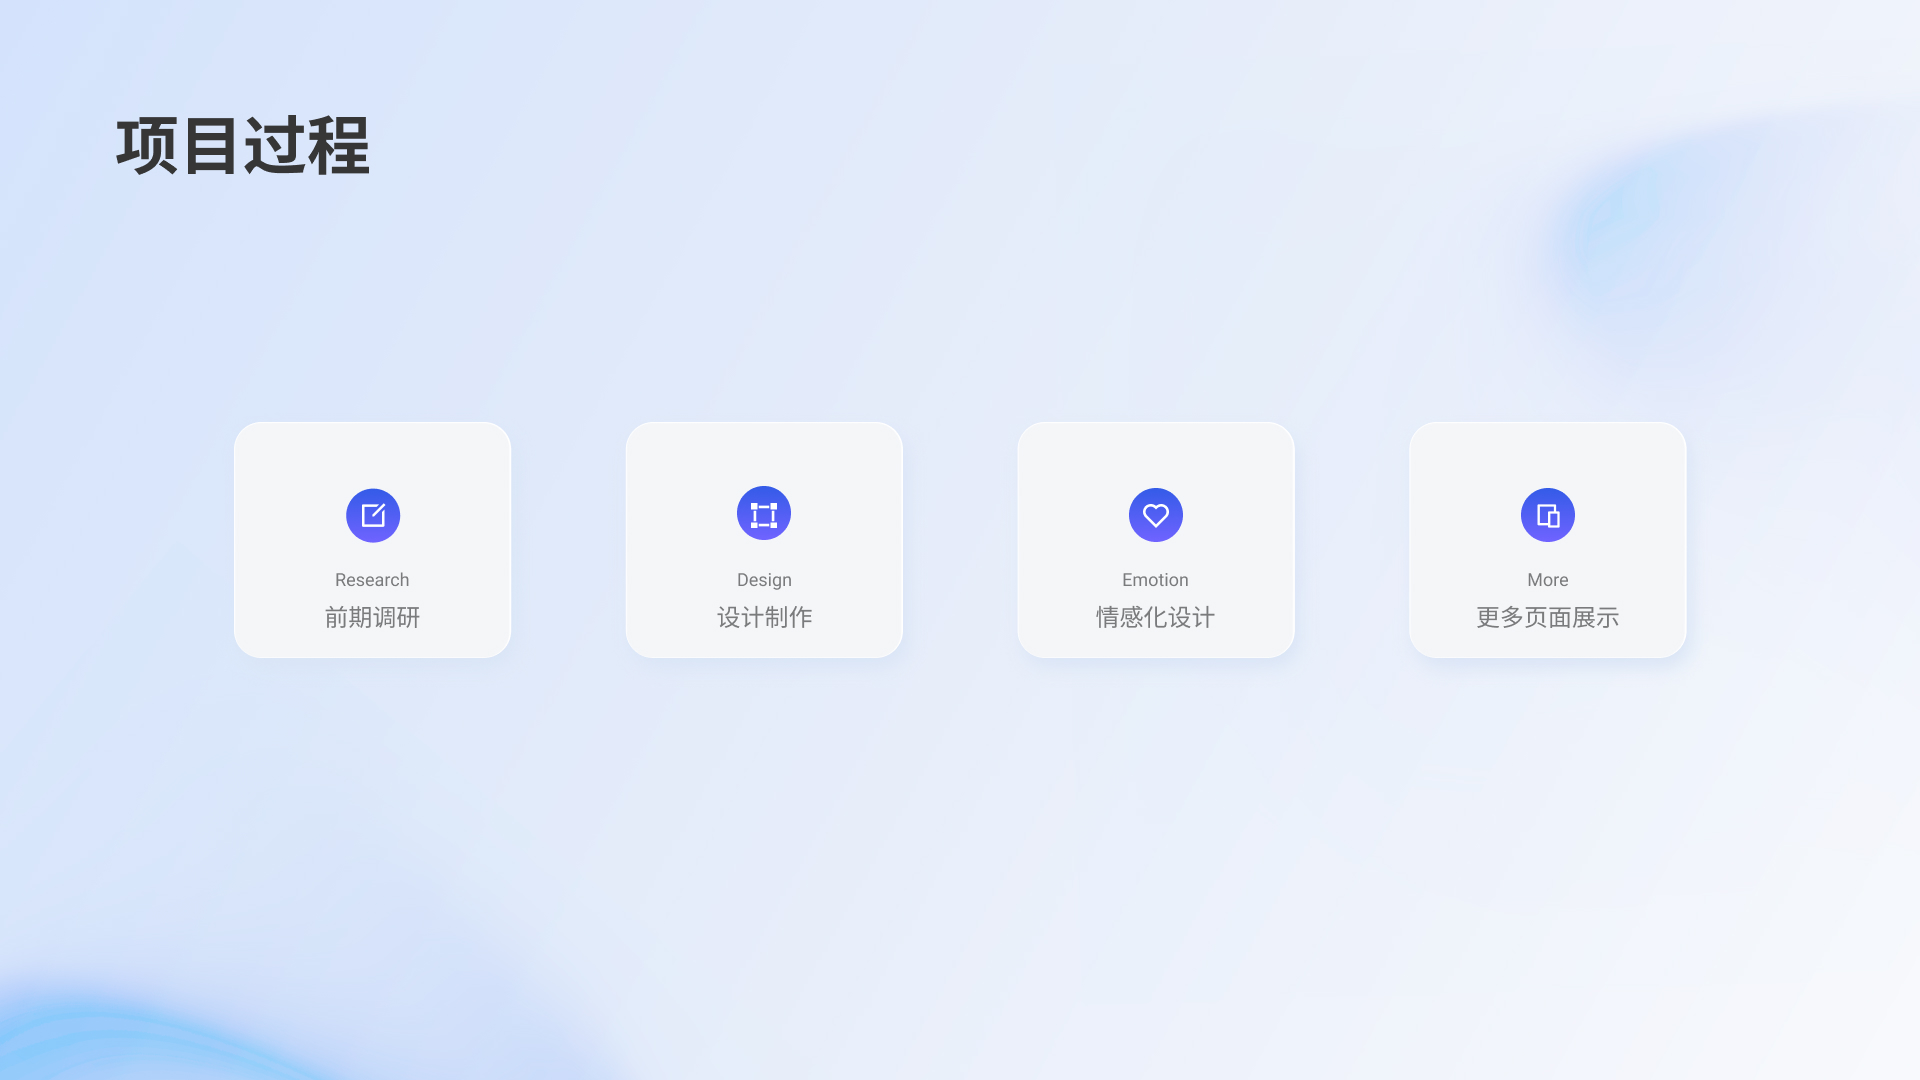 项目过程
Research
前期调研
Design
设计制作
Emotion
情感化设计
More
更多页面展示